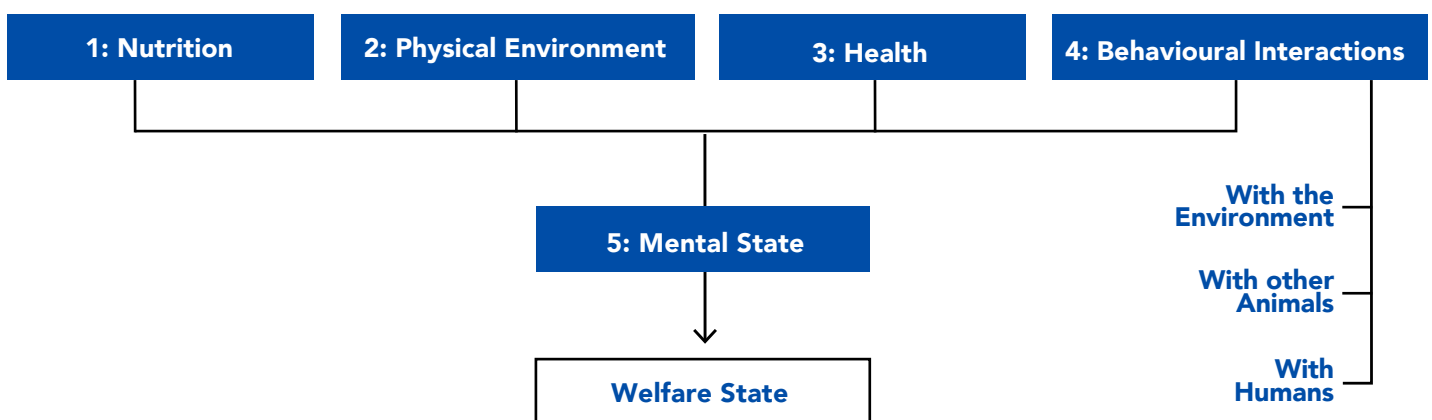 1: Nutrition
2: Physical Environment
3: Health
4: Behavioural Interactions
With the
Environment
5: Mental State
With other
Animals
With
Humans
Welfare State